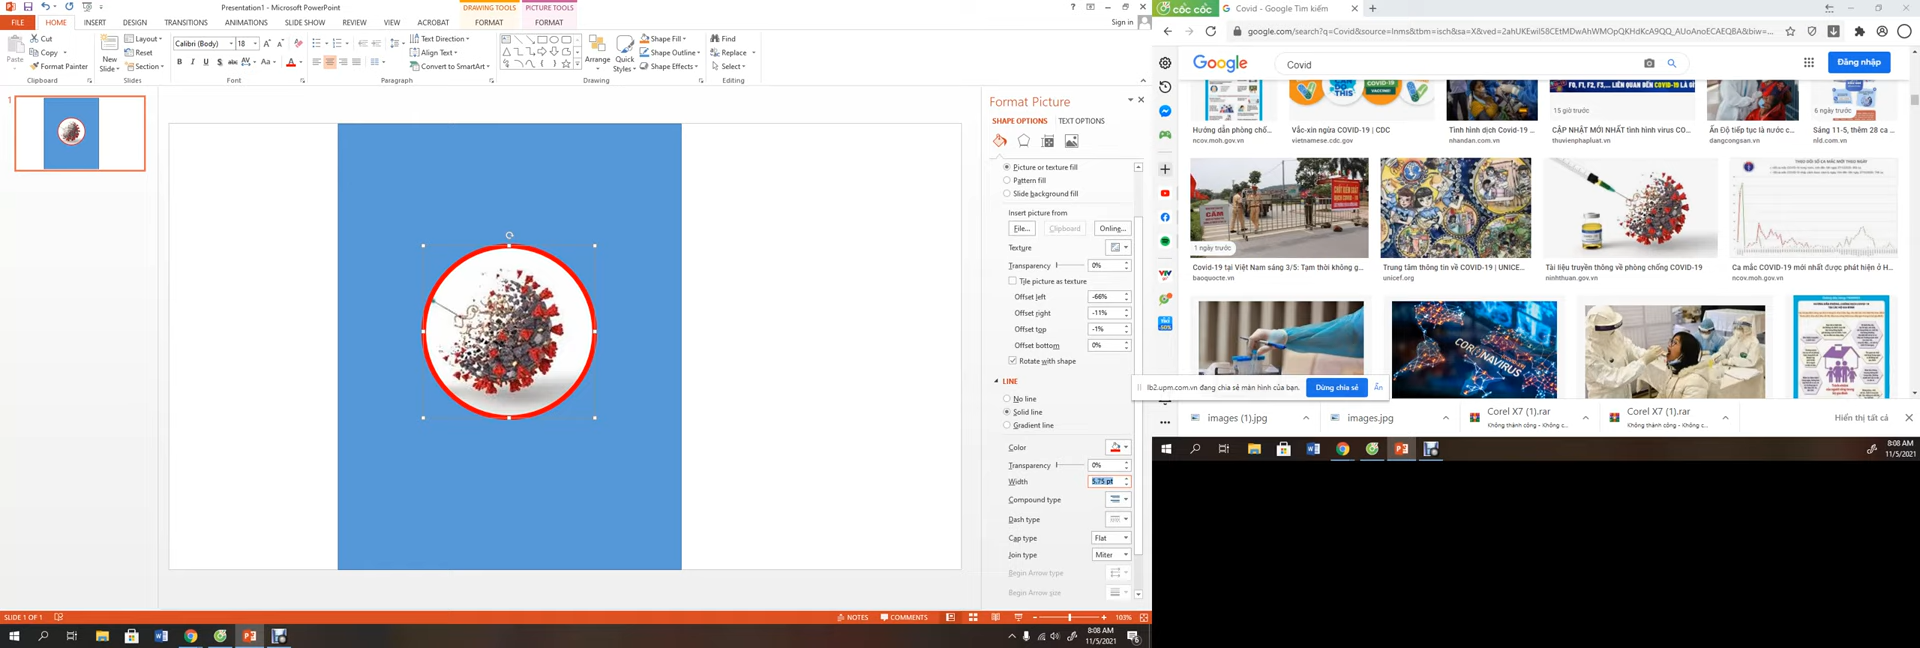 Presentation1 - Microsoft PowerPoint
DRAWING TOOLS
PICTURE TOOLS
FILE
HOME
INSERT
DESIGN
TRANSITIONS
ANIMATIONS
SLIDE SHOW
REVIEW
VIEW
ACROBAT
FORMAT
FORMAT
Sign in
Cut
Copy
Format Painter
Paste
Clipboard
New
Slide
Layout
Reset
Section
Slides
Calibri (Body)
18
Font
Paragraph
Text Direction
Align Text
Convert to SmartArt
Arrange
Quick
Styles
Shape Fill
Shape Outline
Shape Effects
Drawing
Find
Replace
Select
Editing
1
Format Picture
SHAPE OPTIONS
TEXT OPTIONS
Picture or texture fill
Pattern fill
Slide background fill
Insert picture from
File...
Clipboard
Online...
Texture
Transparency
0%
Tile picture as texture
Offset left
-66%
Offset right
-11%
Offset top
-1%
Offset bottom
0%
Rotate with shape
LINE
No line
Solid line
Gradient line
Color
Transparency
0%
Width
5.75 pt
Compound type
Dash type
Cap type
Flat
Join type
Miter
Begin Arrow type
Begin Arrow size
SLIDE 1 OF 1
NOTES
COMMENTS
103%
8:08 AM
11/5/2021
cốc cốc
Covid - Google Tìm kiếm
google.com/search?q=Covid&source=lnms&tbm=isch&sa=X&ved=2ahUKEwil58CEtMDwAhWMOpQKHdKcA9QQ_AUoAnoECAEQBA&biw=...
Google
Covid
Đăng nhập
Hướng dẫn phòng chố...
ncov.moh.gov.vn
Vắc-xin ngừa COVID-19 | CDC
vietnamese.cdc.gov
Tình hình dịch Covid-19 ...
nhandan.com.vn
15 giờ trước
CẬP NHẬT MỚI NHẤT tình hình virus CO...
thuvienphapluat.vn
Ấn Độ tiếp tục là nước c...
dangcongsan.vn
6 ngày trước
Sáng 11-5, thêm 28 ca ...
nld.com.vn
CẤM
1 ngày trước
Covid-19 tại Việt Nam sáng 3/5: Tạm thời không g...
baoquocte.vn
Trung tâm thông tin về COVID-19 | UNICE...
unicef.org
Tài liệu truyền thông về phòng chống COVID-19
ninhthuan.gov.vn
Ca mắc COVID-19 mới nhất được phát hiện ở H...
ncov.moh.gov.vn
CORONAVIRUS
lb2.upm.com.vn đang chia sẻ màn hình của bạn.
Dừng chia sẻ
Ẩn
images (1).jpg
images.jpg
Corel X7 (1).rar
Không thành công - Không c...
Corel X7 (1).rar
Không thành công - Không c...
Hiển thị tất cả
8:08 AM
11/5/2021